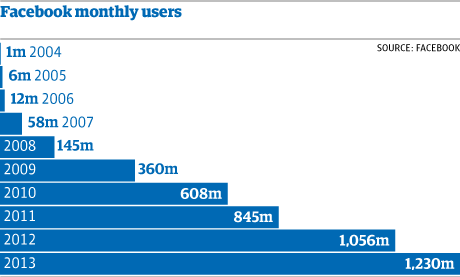 Facebook monthly users
SOURCE: FACEBOOK
1m 2004
6m 2005
12m 2006
58m 2007
2008 145m
2009 360m
2010 608m
2011 845m
2012 1,056m
2013 1,230m